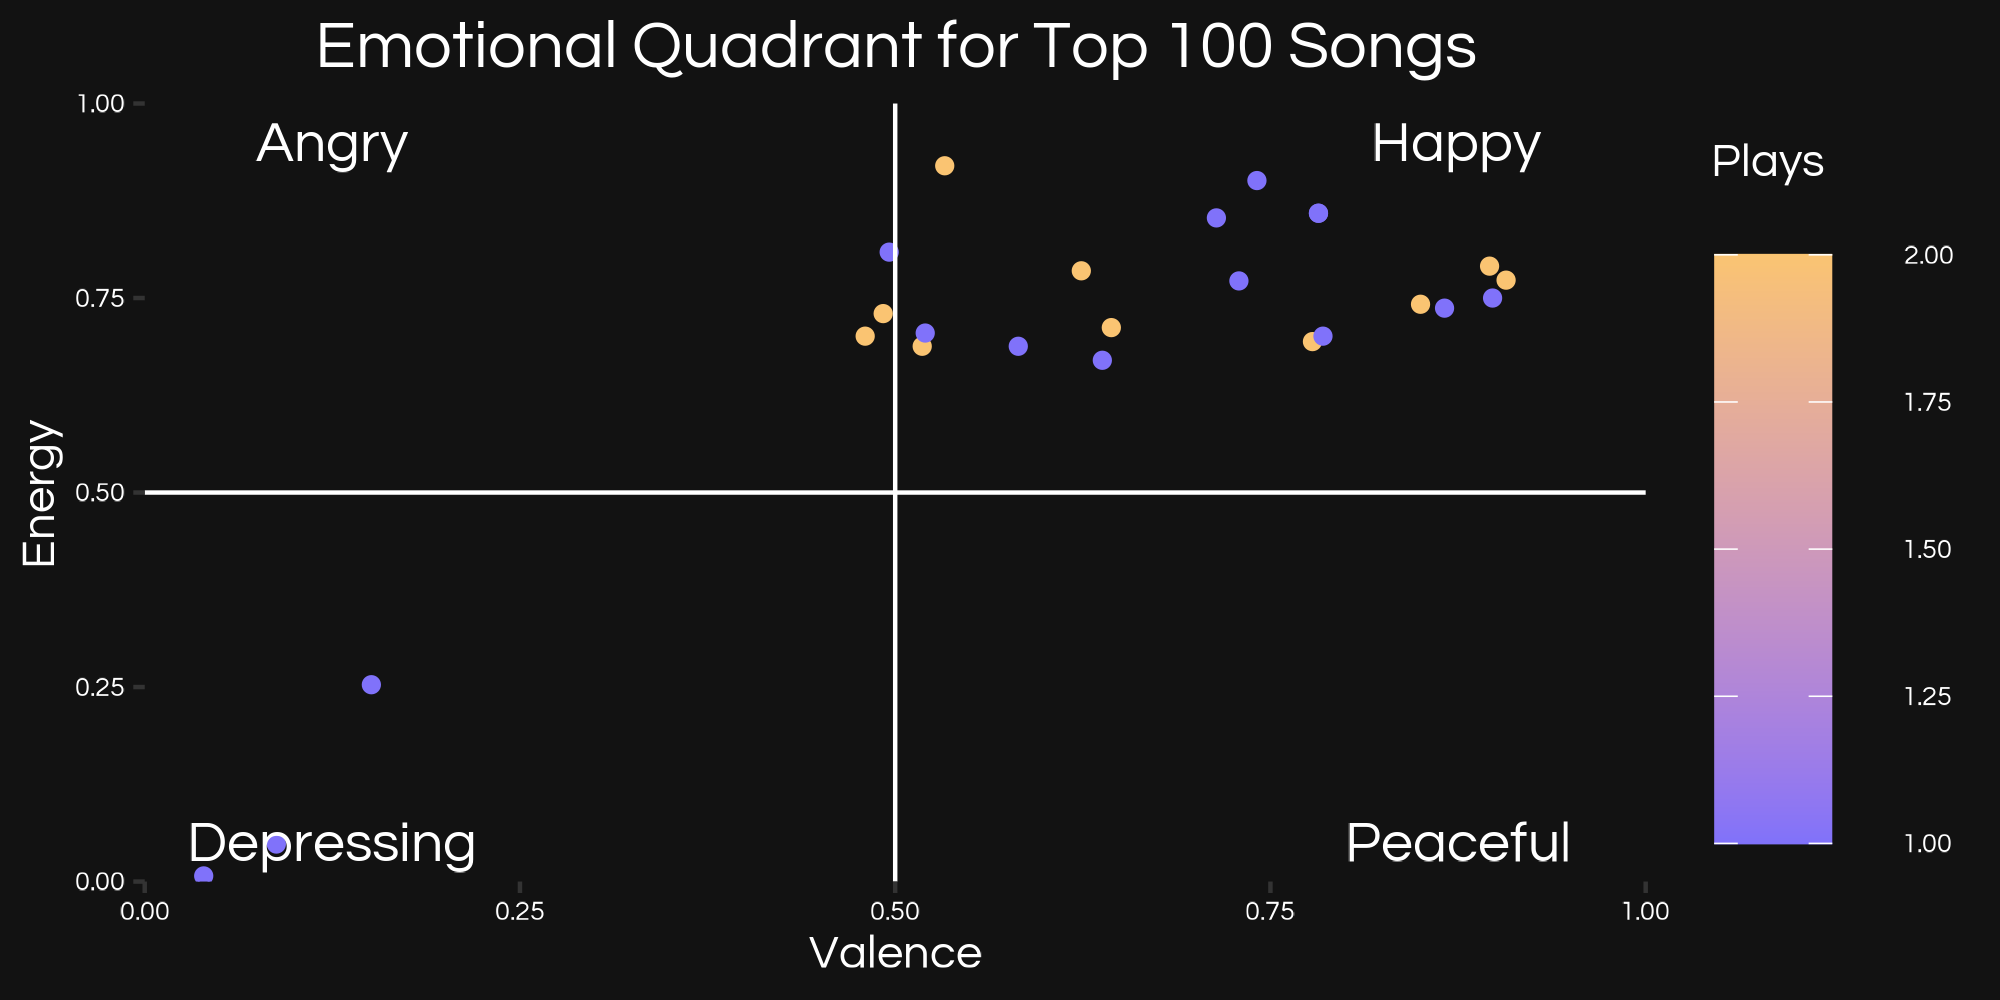 Emotional Quadrant for Top 100 Songs
1.00
Angry
Happy
Plays
2.00
0.75
1.75
Energy
0.50
1.50
0.25
1.25
Depressing
Peaceful
1.00
0.00
0.00
0.25
0.50
0.75
1.00
Valence